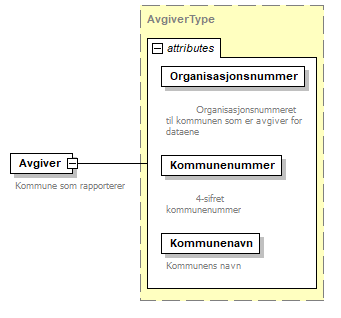 AvgiverType
attributes
Organisasjonsnummer
Organisasjonsnummeret
til kommunen som er avgiver for
dataene
Avgiver
Kommune som rapporterer
Kommunenummer
4-sifret
kommunenummer
Kommunenavn
Kommunens navn